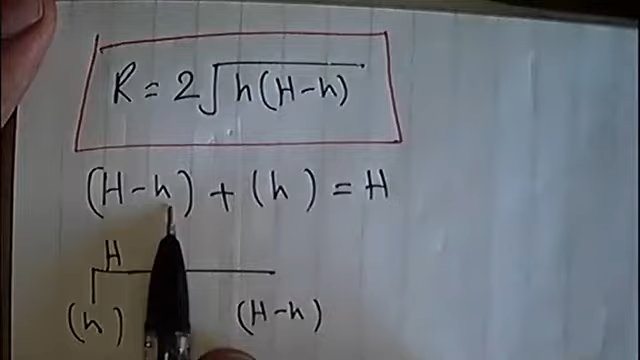 R = 2√h(H-h)
(H-h) + (h) = H
H
(h) (H-h)